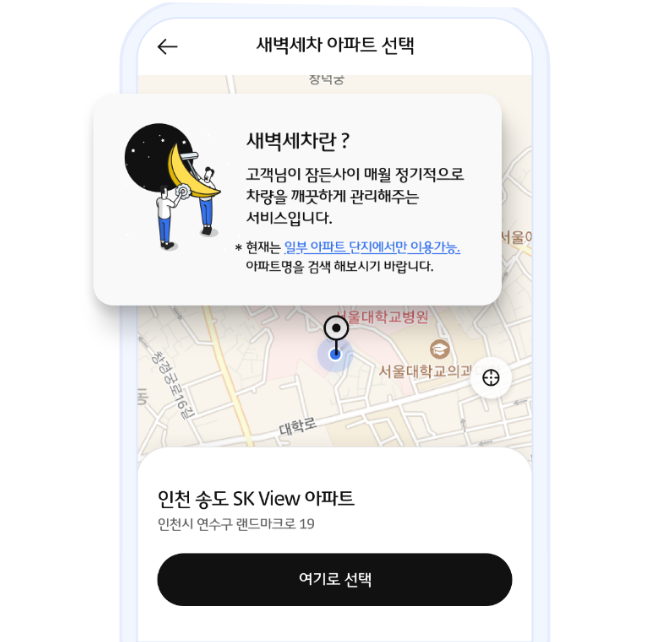 새벽세차 아파트 선택
창덕궁
새벽세차란 ?
고객님이 잠든사이 매월 정기적으로
차량을 깨끗하게 관리해주는
서비스입니다.
* 현재는 일부 아파트 단지에서만 이용가능.
아파트명을 검색 해보시기 바랍니다.
서울대학교병원
서울대학교의과
창경궁로16길
대학로
인천 송도 SK View 아파트
인천시 연수구 랜드마크로 19
여기로 선택